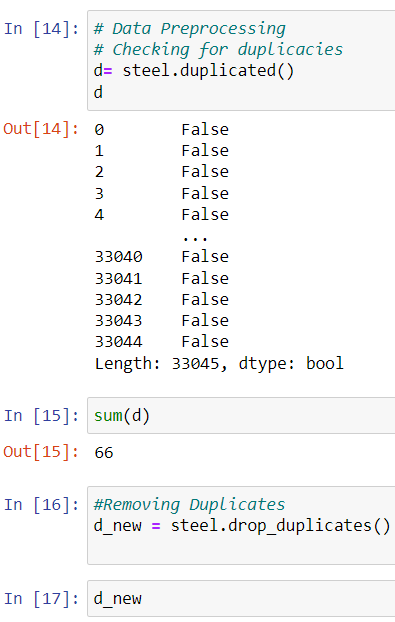 In [14]: # Data Preprocessing
# Checking for duplicacies
d= steel.duplicated()
d
Out[14]: 0 False
1 False
2 False
3 False
4 False
...
33040 False
33041 False
33042 False
33043 False
33044 False
Length: 33045, dtype: bool
In [15]: sum(d)
Out[15]: 66
In [16]: #Removing Duplicates
d_new = steel.drop_duplicates()
In [17]: d_new